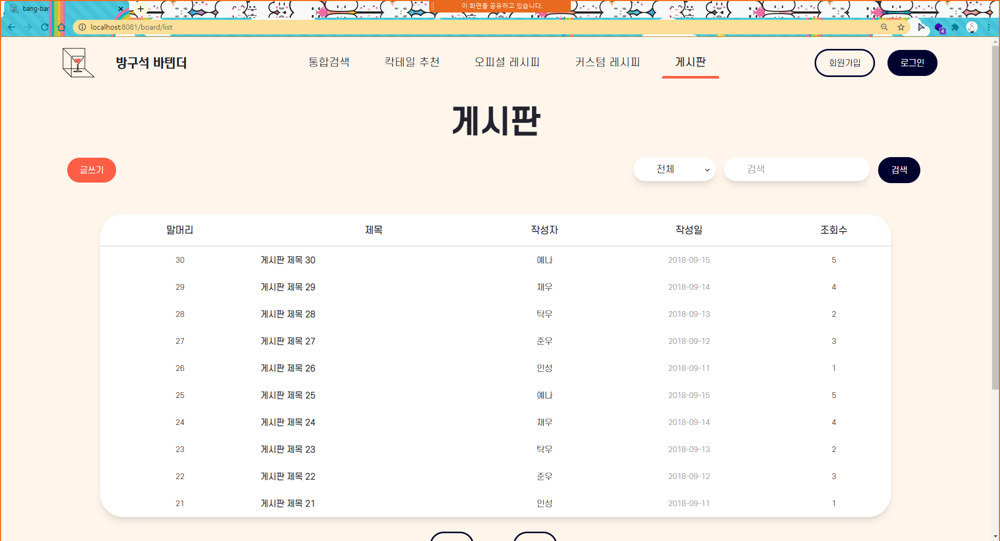 bang-bar
이 화면을 공유하고 있습니다.
localhost:8081/board/list
4
방구석 바텐더
통합검색
칵테일 추천
오피셜 레시피
커스텀 레시피
게시판
회원가입
로그인
게시판
글쓰기
전체
검색
검색
말머리 제목 작성자 작성일 조회수
30 게시판 제목 30 예나 2018-09-15 5
29 게시판 제목 29 채우 2018-09-14 4
28 게시판 제목 28 탁우 2018-09-13 2
27 게시판 제목 27 준우 2018-09-12 3
26 게시판 제목 26 인성 2018-09-11 1
25 게시판 제목 25 예나 2018-09-15 5
24 게시판 제목 24 채우 2018-09-14 4
23 게시판 제목 23 탁우 2018-09-13 2
22 게시판 제목 22 준우 2018-09-12 3
21 게시판 제목 21 인성 2018-09-11 1